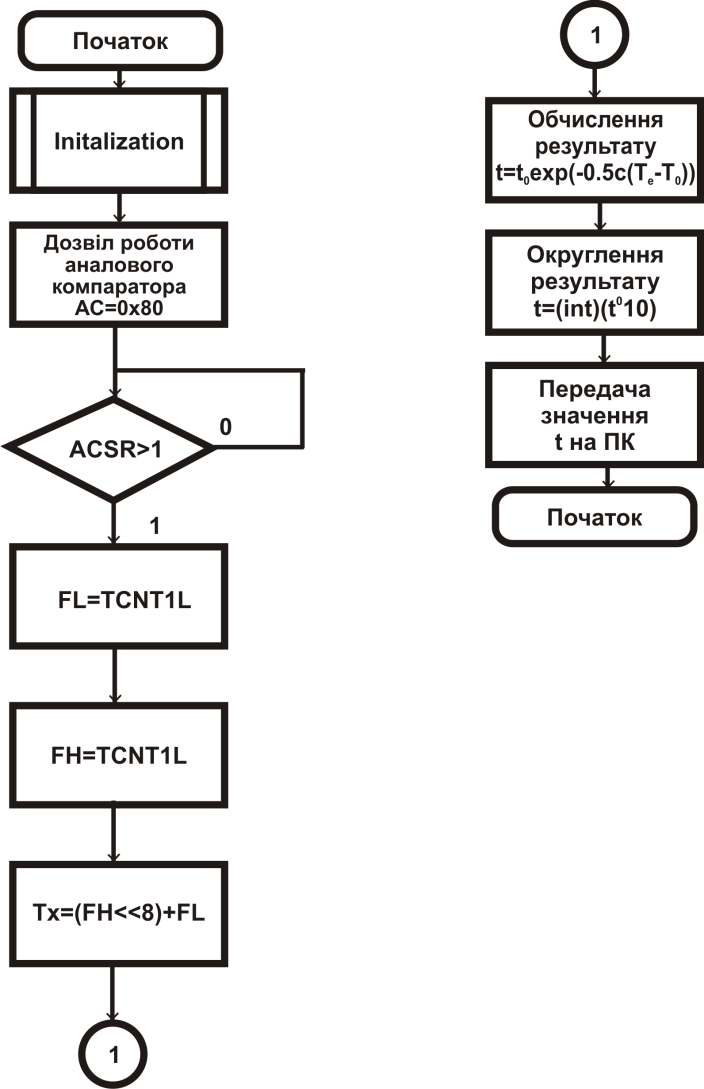 Початок
Initalization
Дозвіл роботи
аналового
компаратора
AC=0x80
ACSR>1
0
1
FL=TCNT1L
FH=TCNT1L
Tx=(FH<<8)+FL
1
1
Обчислення
результату
t=t₀exp(-0.5c(Tₑ-T₀))
Округлення
результату
t=(int)(t⁰10)
Передача
значення
t на ПК
Початок